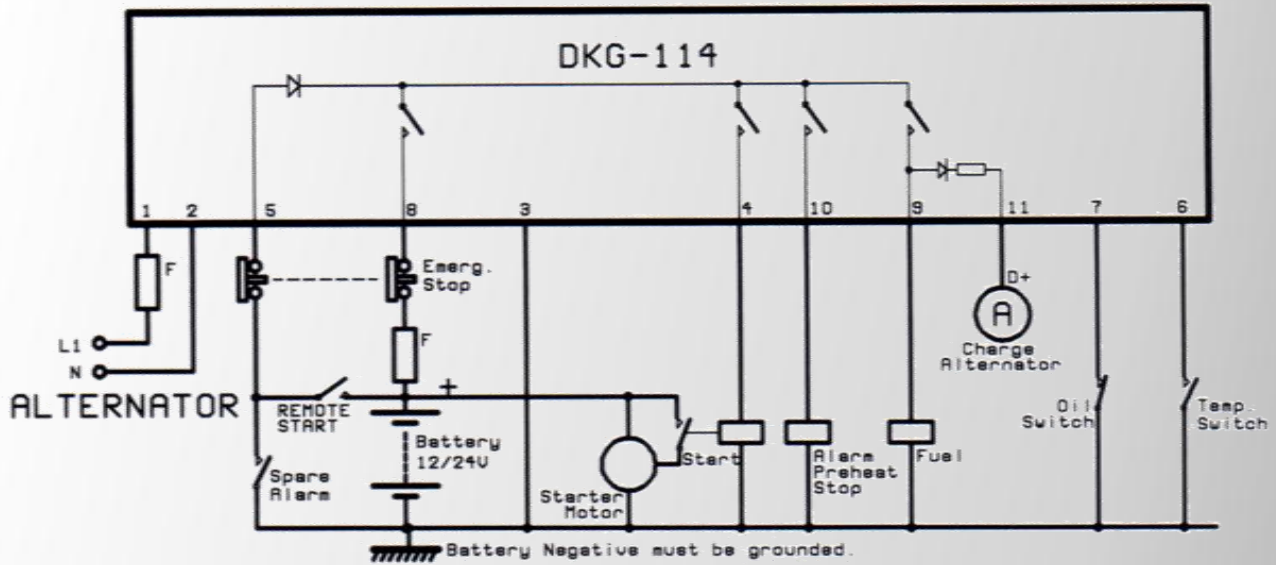 DKG-114
1 2 5 8 3 4 10 9 11 7 6
F
Emerg.
Stop
D+
A
Charge
Alternator
L1
N
F
+
ALTERNATOR
REMOTE
START
Battery
12/24V
Spare
Alarm
Starter
Motor
Start
Alarm
Preheat
Stop
Fuel
Oil
Switch
Temp.
Switch
Battery Negative must be grounded.